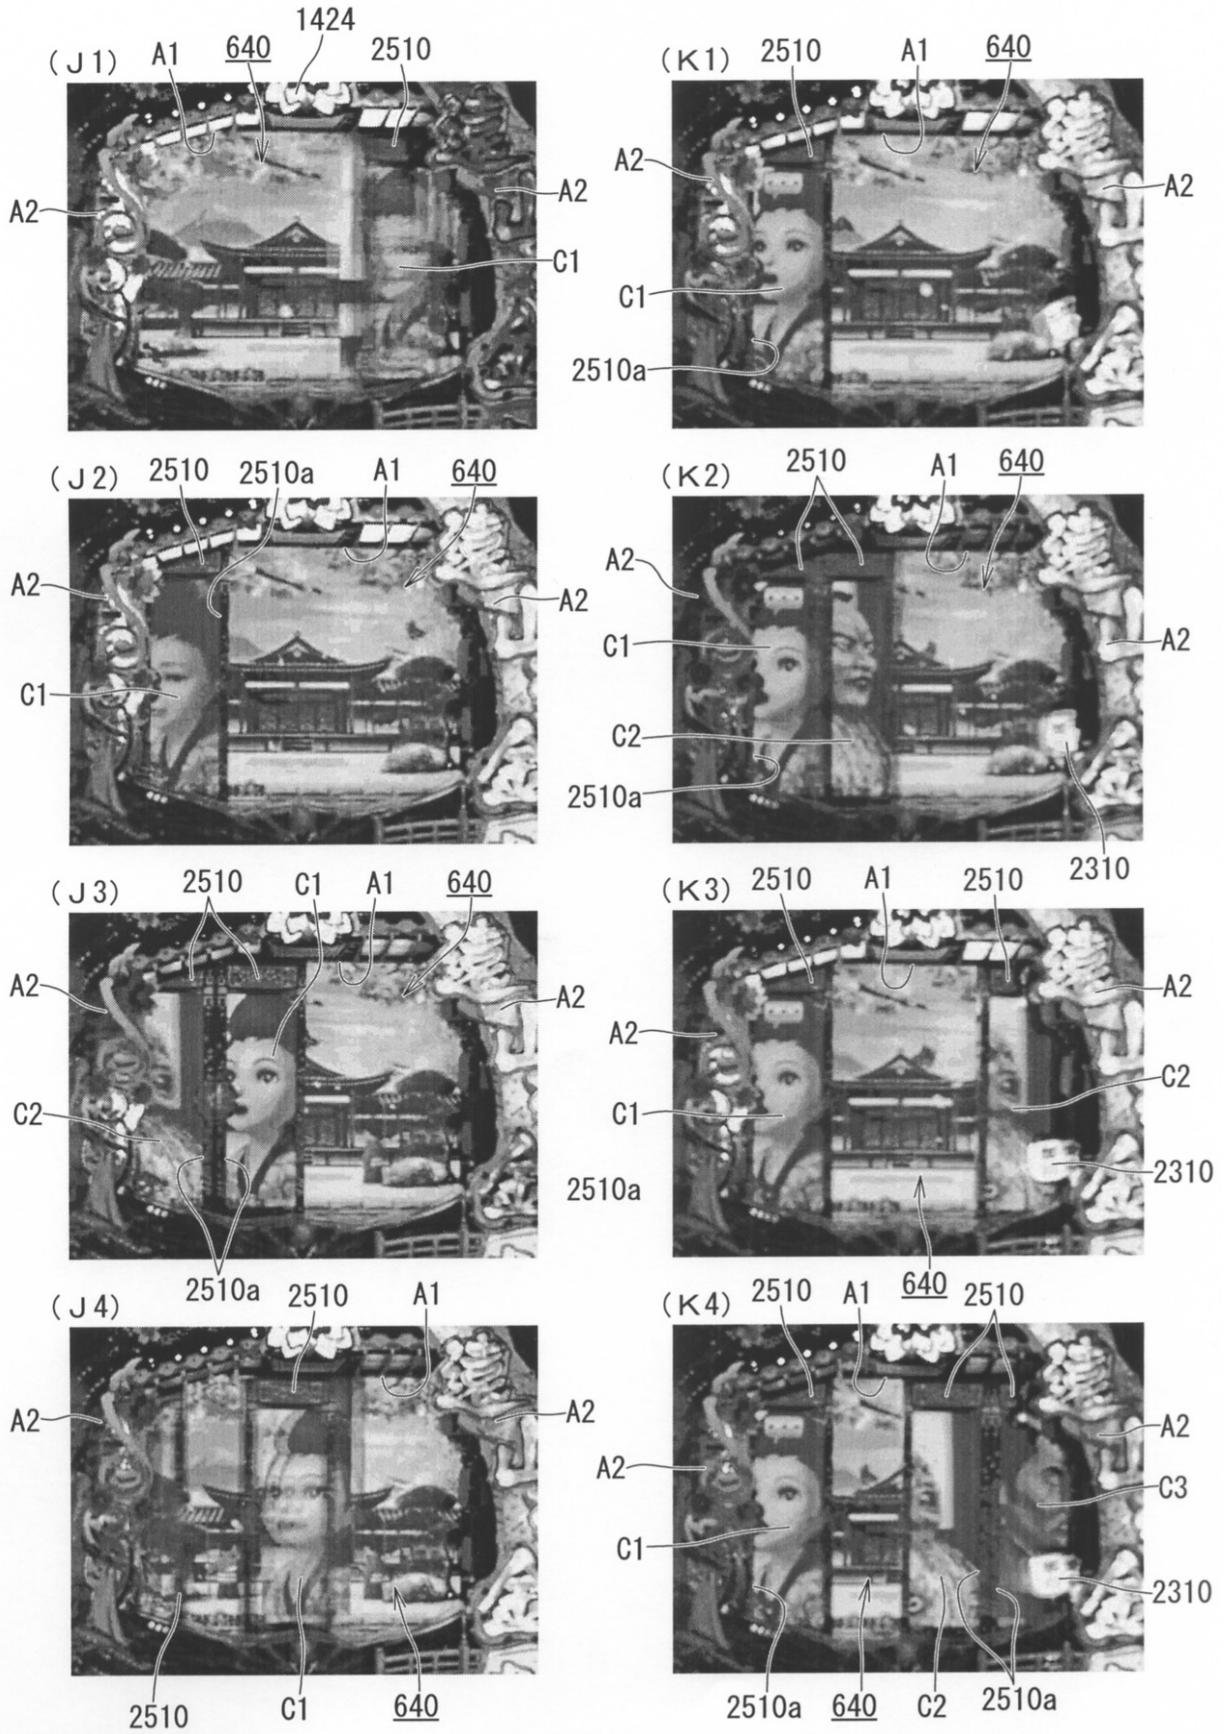 (J1) A1 640 1424 2510
A2
A2
C1
(K1) 2510 A1 640
A2
A2
C1
2510a
(J2) 2510 2510a A1 640
A2
A2
C1
(K2) 2510 A1 640
A2
C1
A2
C2
2510a
2310
(J3) 2510 C1 A1 640
A2
A2
C2
2510a
(K3) 2510 A1 2510
A2
A2
C2
C1
2310
2510a
640
(J4) 2510 A1
A2
A2
2510 C1 640
(K4) 2510 A1 2510
A2
A2
C3
C1
2310
2510a 640 C2 2510a